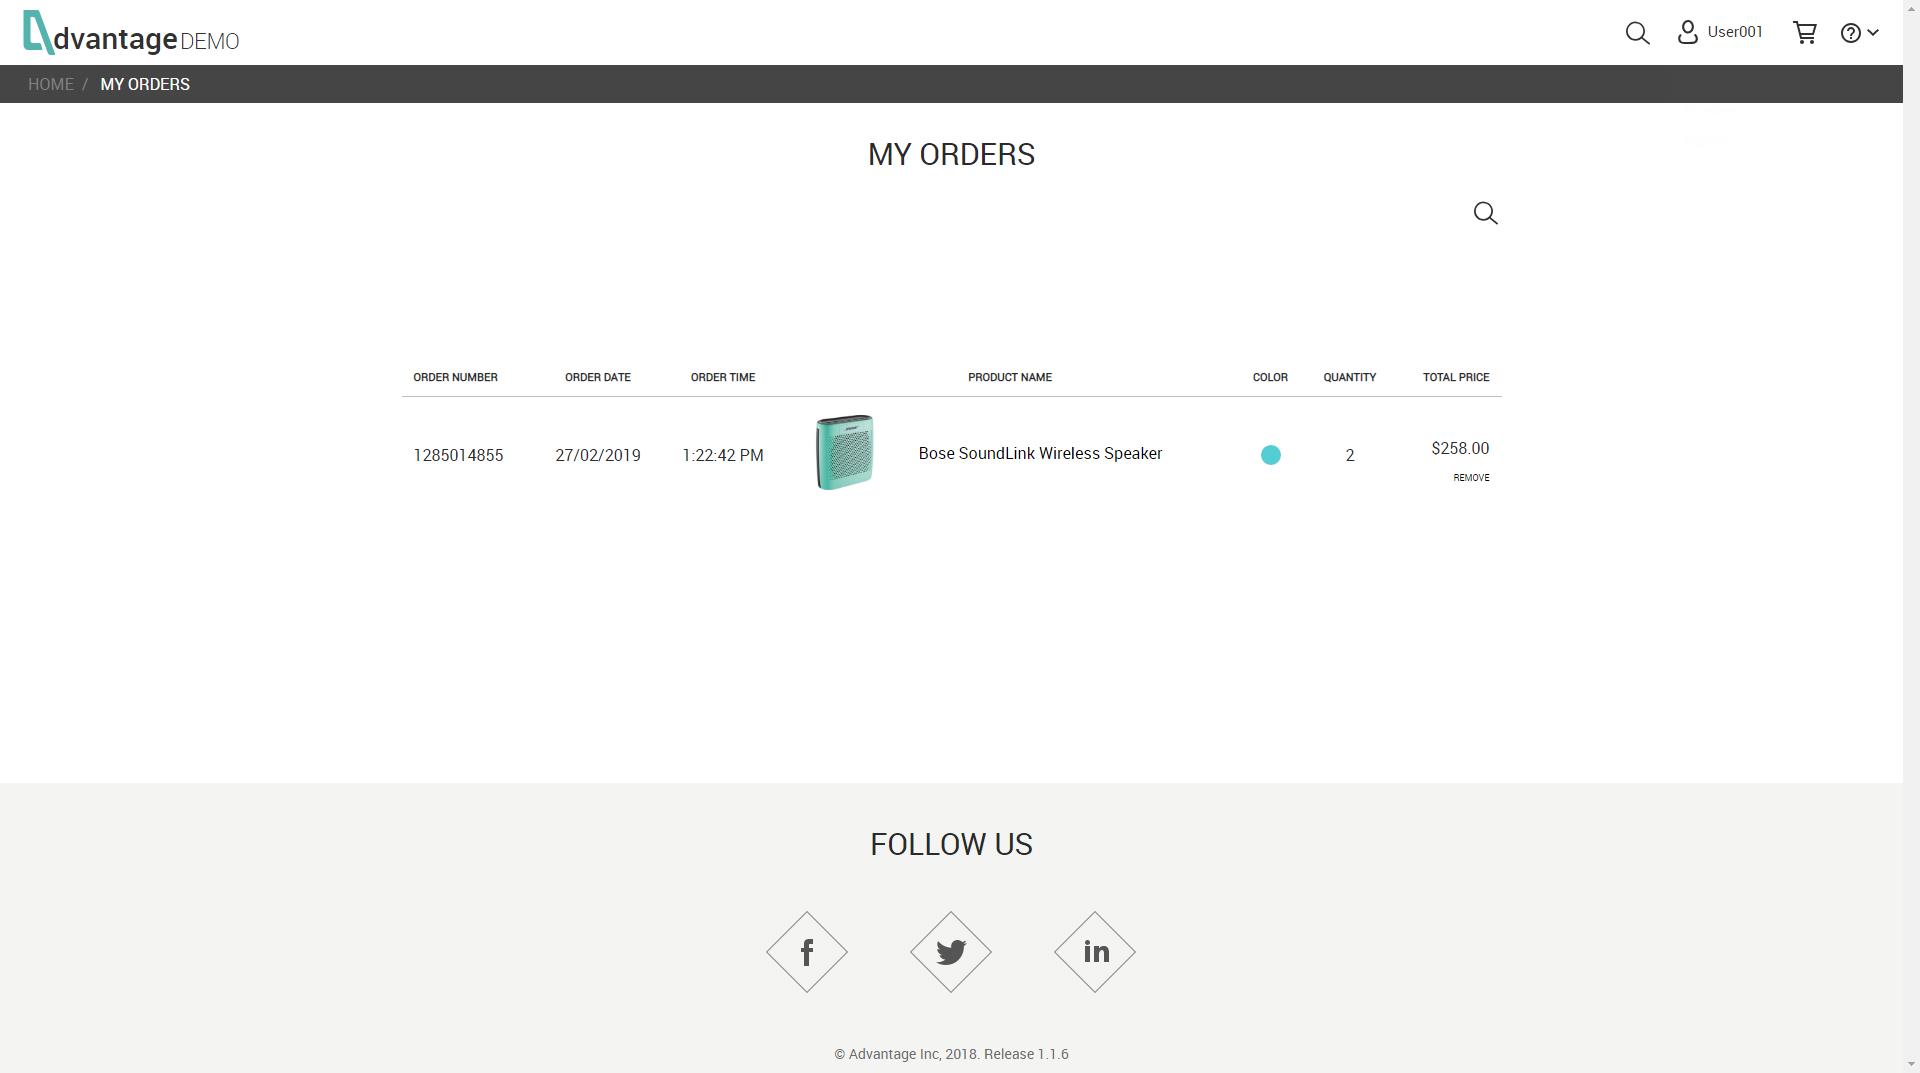 dvantage DEMO
User001
HOME / MY ORDERS
MY ORDERS
ORDER NUMBER ORDER DATE ORDER TIME PRODUCT NAME COLOR QUANTITY TOTAL PRICE
1285014855 27/02/2019 1:22:42 PM Bose SoundLink Wireless Speaker 2 $258.00
REMOVE
FOLLOW US
f in
© Advantage Inc, 2018. Release 1.1.6